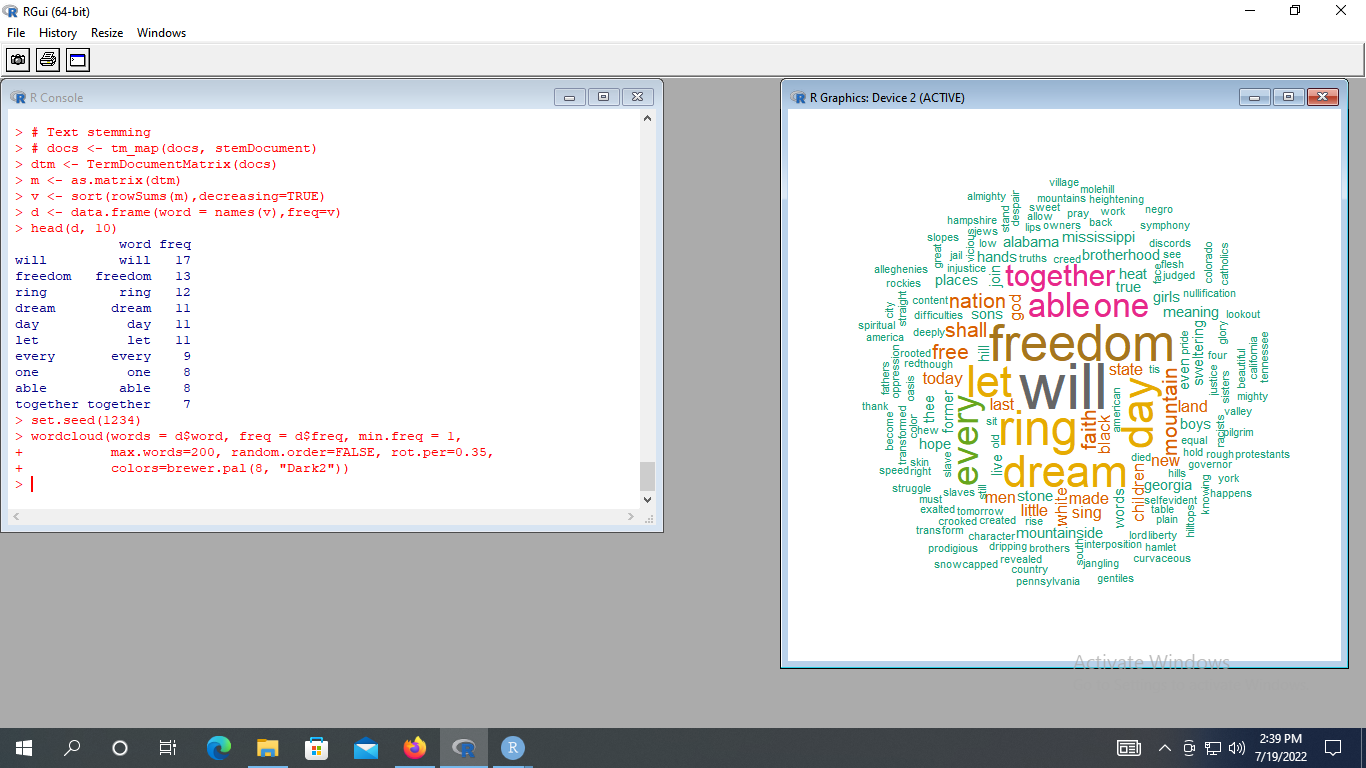 RGui (64-bit)
File History Resize Windows
R Console
> # Text stemming
> # docs <- tm_map(docs, stemDocument)
> dtm <- TermDocumentMatrix(docs)
> m <- as.matrix(dtm)
> v <- sort(rowSums(m),decreasing=TRUE)
> d <- data.frame(word = names(v),freq=v)
> head(d, 10)
word freq
will will 17
freedom freedom 13
ring ring 12
dream dream 11
day day 11
let let 11
every every 9
one one 8
able able 8
together together 7
> set.seed(1234)
> wordcloud(words = d$word, freq = d$freq, min.freq = 1,
+ max.words=200, random.order=FALSE, rot.per=0.35,
+ colors=brewer.pal(8, "Dark2"))
>
R Graphics: Device 2 (ACTIVE)
village
molehill
almighty
despair
mountains
heightening
stand
sweet
allow
pray
work
negro
hampshire
jews
lips
owners
back
symphony
slopes
vicious
low
alabama
mississippi
discords
great
jail
hands
truths
creed
brotherhood
see
colorado
catholics
alleghenies
injustice
join
together
heat
face
flesh
judged
rockies
places
true
girls
nullification
straight
content
nation
god
able
one
meaning
lookout
city
difficulties
sons
spiritual
deeply
shall
freedom
glory
america
rooted
free
hill
even
pride
sweltering
four
beautiful
california
tennessee
fathers
oppression
red
though
let
will
state
tis
justice
sisters
oasis
today
day
mountain
mighty
thank
thee
former
every
last
american
land
valley
become
transformed
color
hew
sit
ring
faith
black
boys
racists
pilgrim
hope
old
equal
skin
slave
live
dream
died
new
hold
rough
protestants
speed
right
hills
governor
struggle
slaves
still
men
stone
made
children
georgia
knowing
york
happens
must
white
words
selfevident
exalted
tomorrow
little
sing
table
crooked
created
rise
plain
hilltops
transform
character
mountainside
lord
liberty
prodigious
dripping
brothers
south
interposition
hamlet
snowcapped
revealed
jangling
curvaceous
country
pennsylvania
gentiles
Activate Windows
2:39 PM
7/19/2022